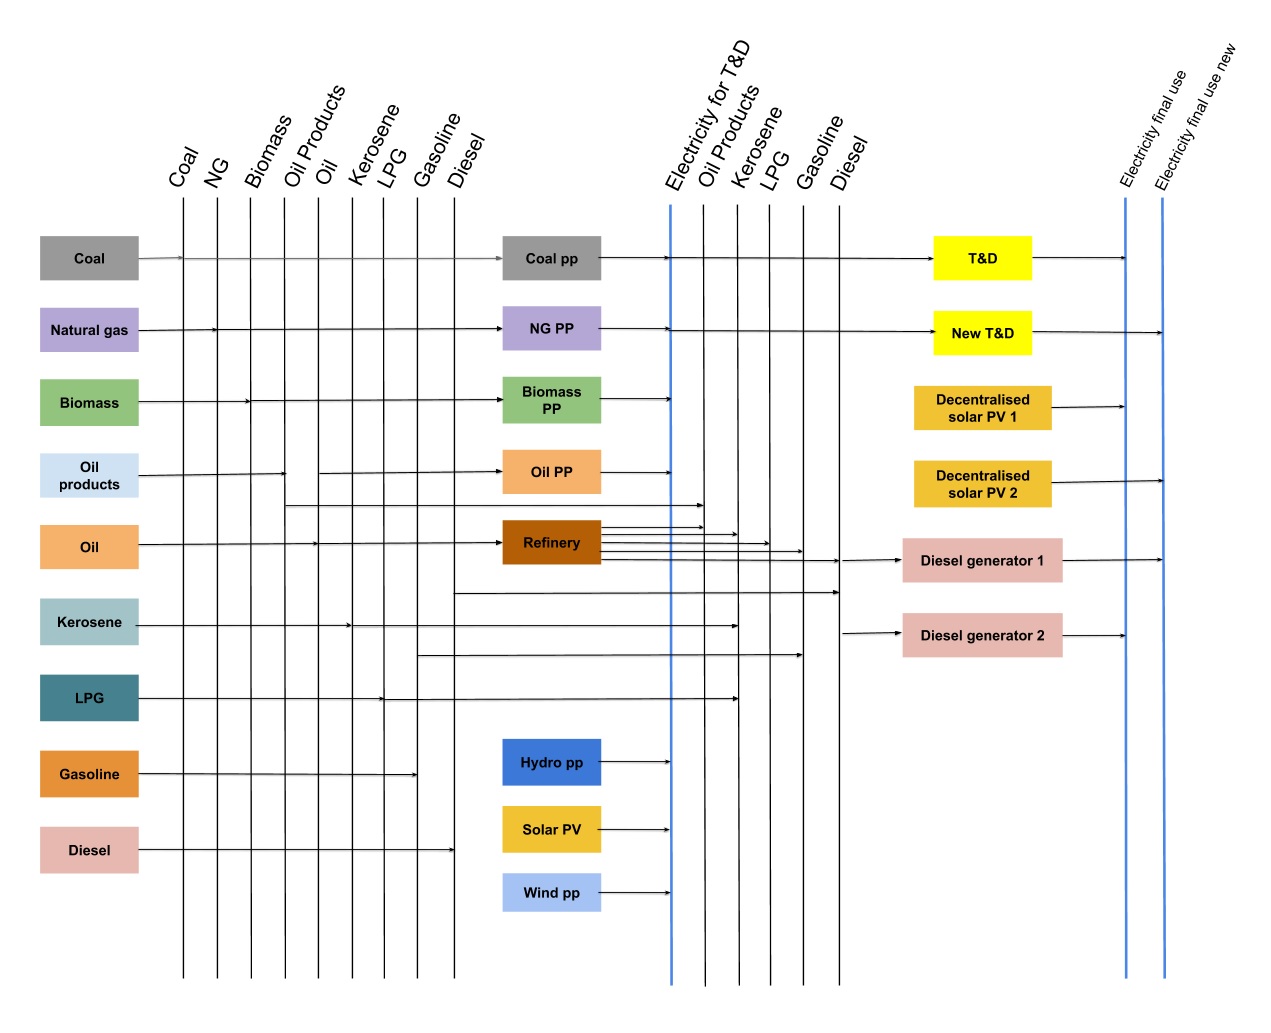 Coal
NG
Biomass
Oil Products
Oil
Kerosene
LPG
Gasoline
Diesel
Electricity for T&D
Oil Products
Kerosene
LPG
Gasoline
Diesel
Electricity final use
Electricity final use new
Coal
Coal pp
T&D
Natural gas
NG PP
New T&D
Biomass
Biomass
PP
Decentralised
solar PV 1
Oil
products
Oil PP
Decentralised
solar PV 2
Oil
Refinery
Diesel generator 1
Kerosene
Diesel generator 2
LPG
Gasoline
Hydro pp
Diesel
Solar PV
Wind pp